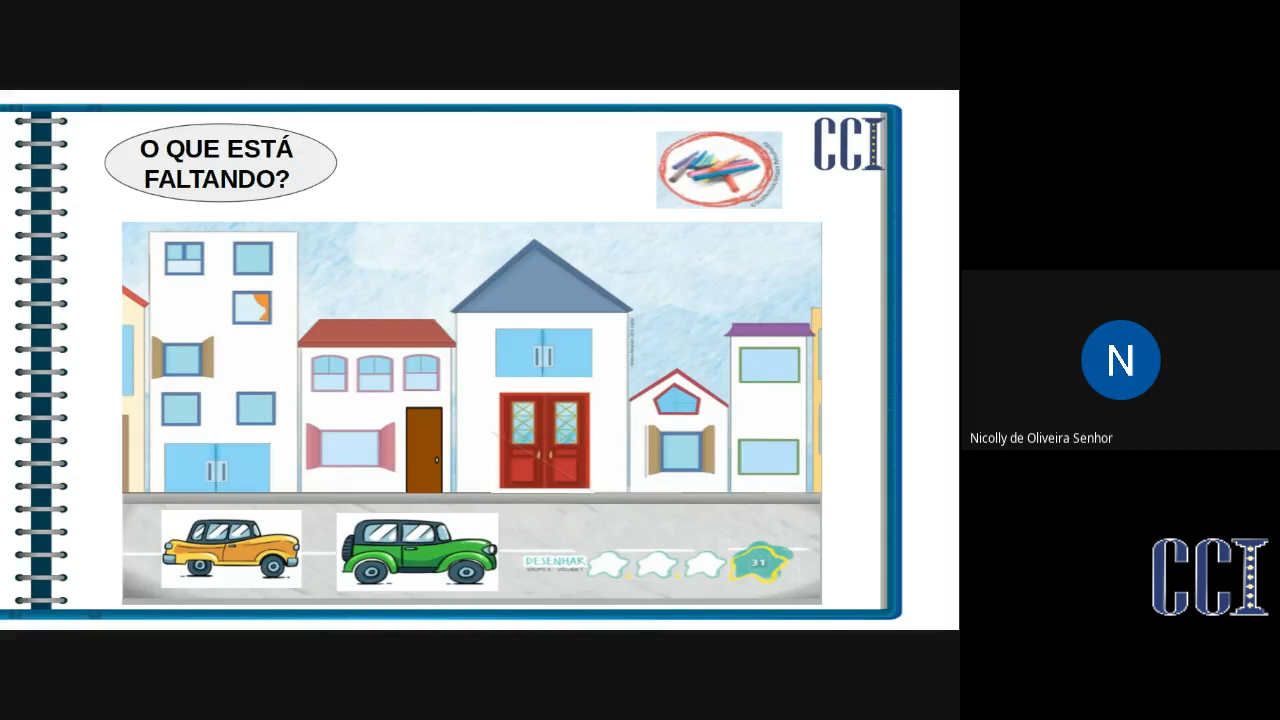 O QUE ESTÁ
FALTANDO?
CCI
DESENHAR
31
N
Nicolly de Oliveira Senhor
CCI